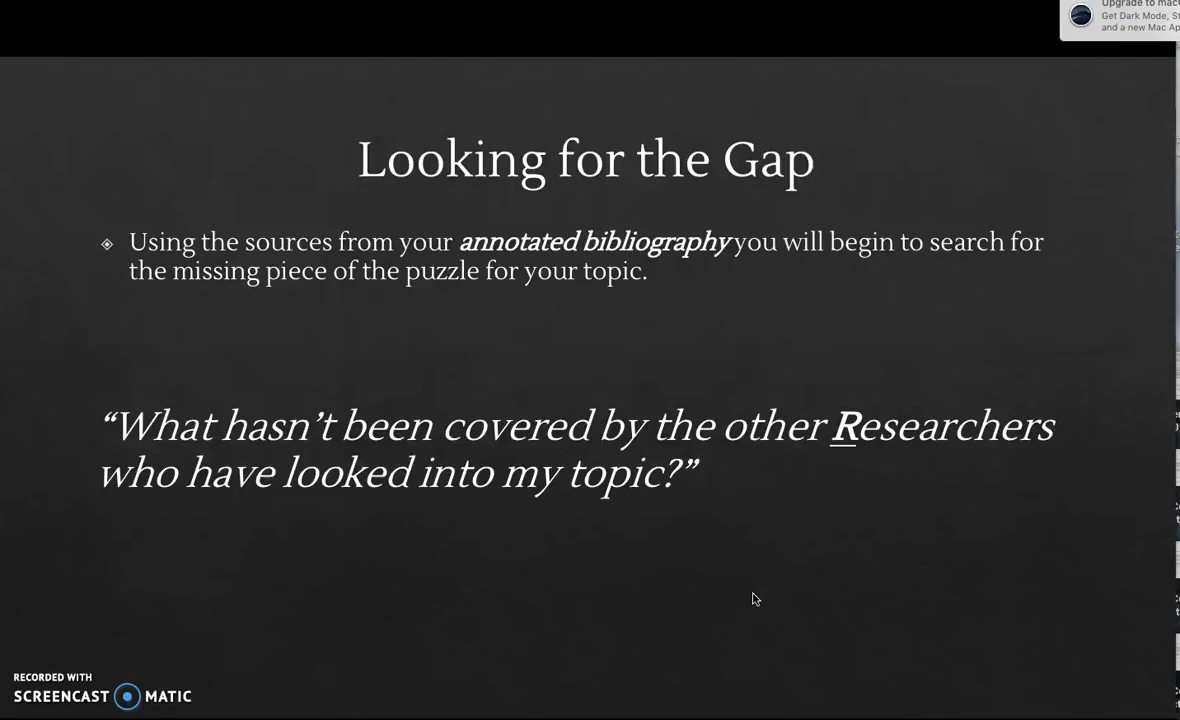 Upgrade to mac
Get Dark Mode, St
and a new Mac Ap
Looking for the Gap
Using the sources from your annotated bibliography you will begin to search for
the missing piece of the puzzle for your topic.
“What hasn’t been covered by the other Researchers
who have looked into my topic?”
RECORDED WITH
SCREENCAST MATIC